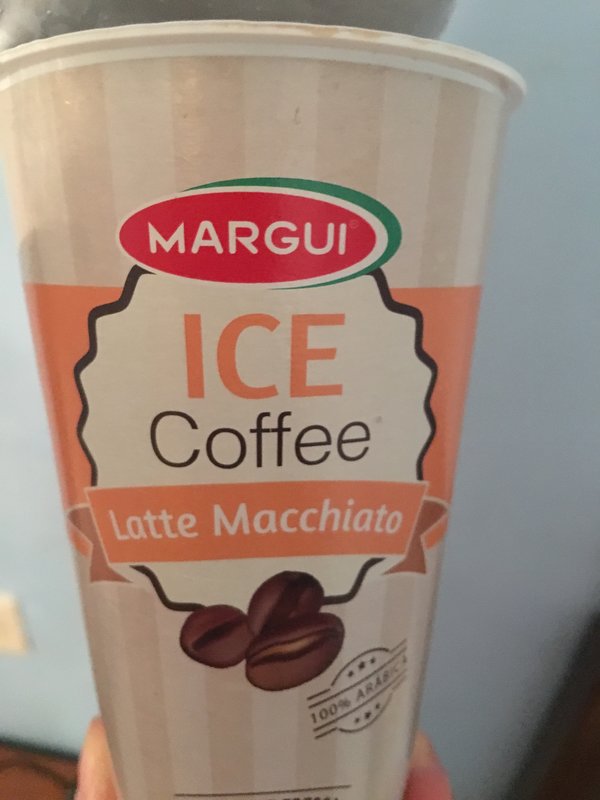 MARGUI
ICE
Coffee
Latte Macchiato
100% ARABICA